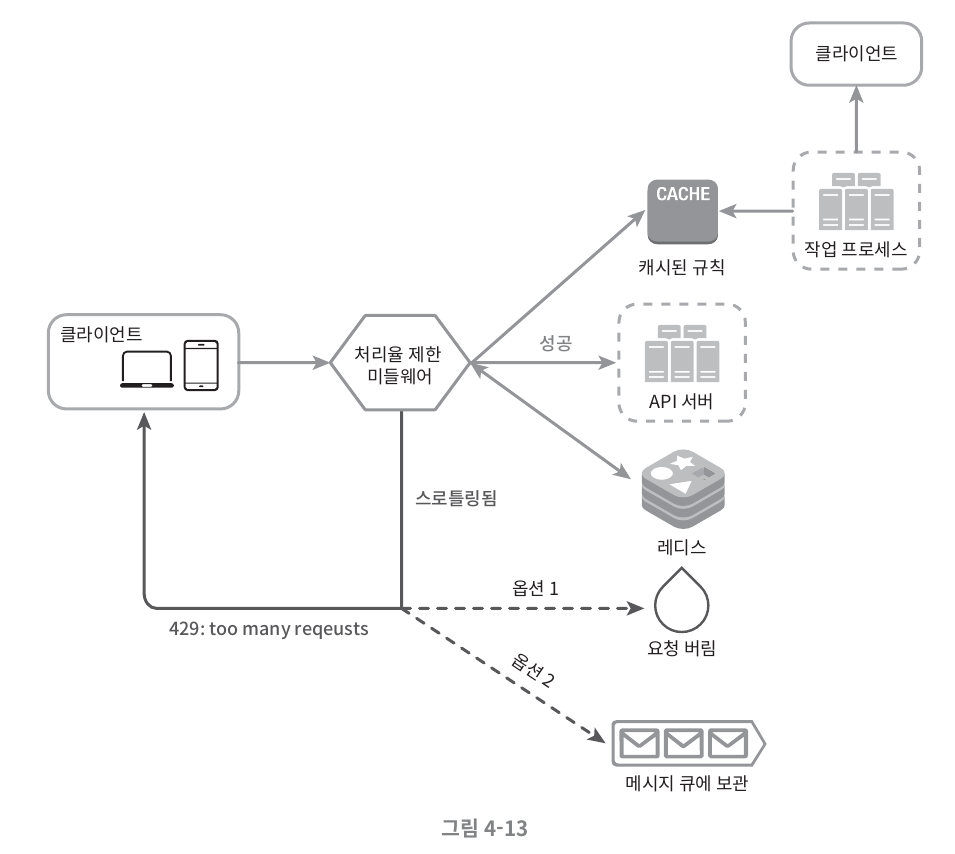 클라이언트
CACHE
캐시된 규칙
작업 프로세스
클라이언트
처리율 제한
미들웨어
성공
API 서버
스로틀링됨
레디스
옵션 1
429: too many reqeusts
요청 버림
옵션 2
메시지 큐에 보관
그림 4-13